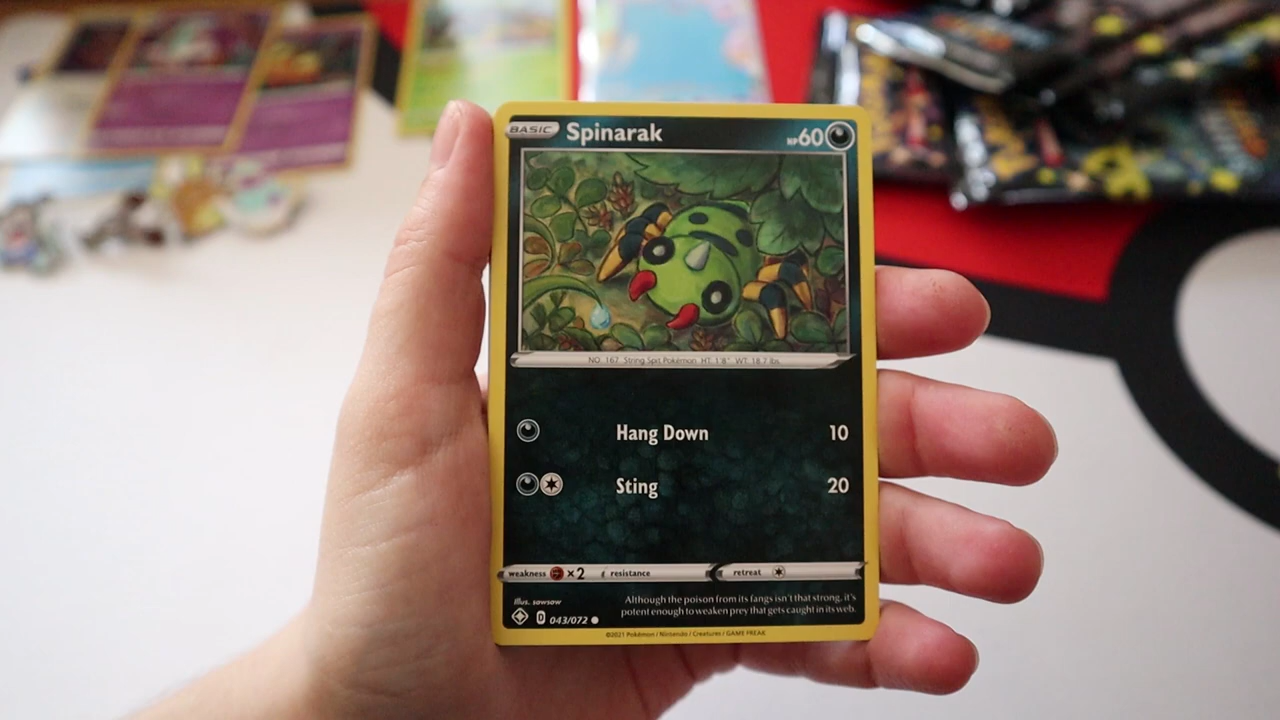 BASIC Spinarak HP 60
NO. 167 String Spit Pokémon HT: 1'8" WT: 18.7 lbs.
Hang Down 10
Sting 20
weakness ×2 resistance retreat
Illus. sowsow
Although the poison from its fangs isn't that strong, it's
potent enough to weaken prey that gets caught in its web.
D 043/072
©2021 Pokémon / Nintendo / Creatures / GAME FREAK